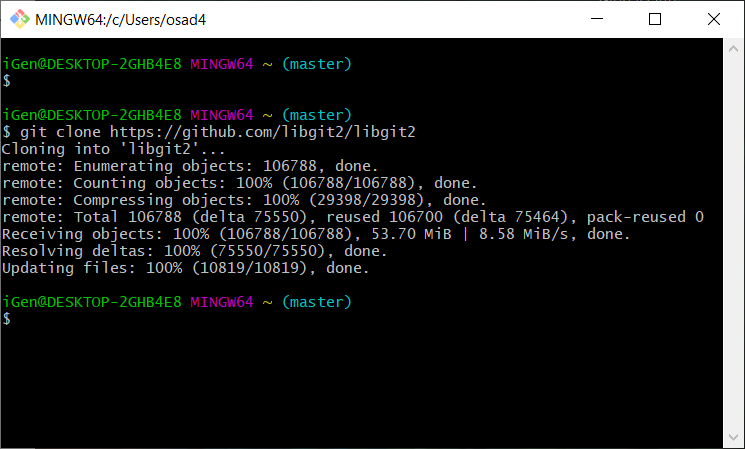 MINGW64:/c/Users/osad4
iGen@DESKTOP-2GHB4E8 MINGW64 ~ (master)
$
iGen@DESKTOP-2GHB4E8 MINGW64 ~ (master)
$ git clone https://github.com/libgit2/libgit2
Cloning into 'libgit2'...
remote: Enumerating objects: 106788, done.
remote: Counting objects: 100% (106788/106788), done.
remote: Compressing objects: 100% (29398/29398), done.
remote: Total 106788 (delta 75550), reused 106700 (delta 75464), pack-reused 0
Receiving objects: 100% (106788/106788), 53.70 MiB | 8.58 MiB/s, done.
Resolving deltas: 100% (75550/75550), done.
Updating files: 100% (10819/10819), done.
iGen@DESKTOP-2GHB4E8 MINGW64 ~ (master)
$